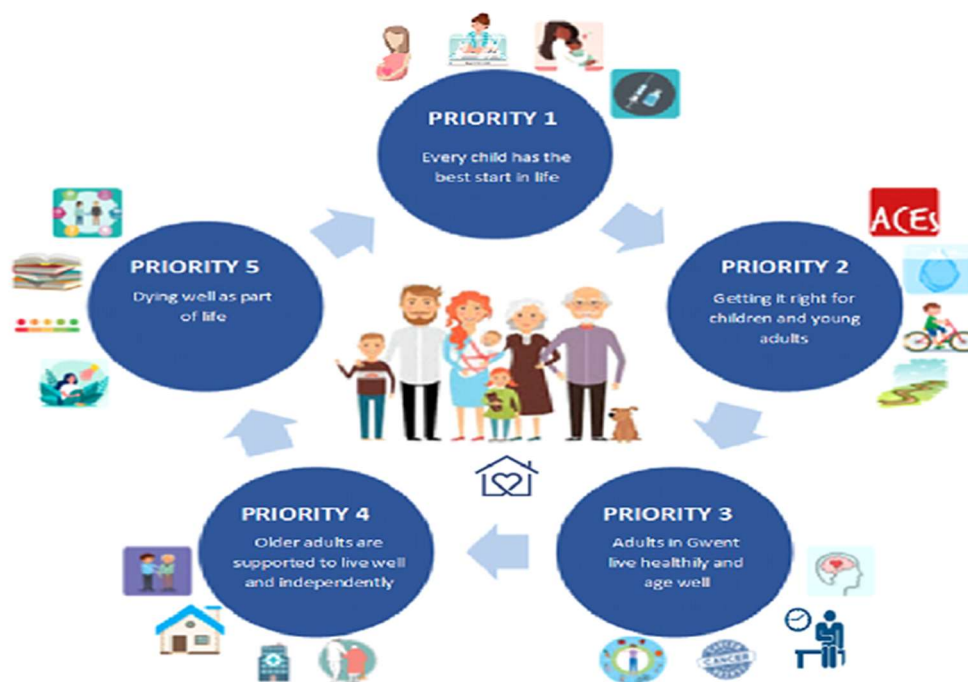 PRIORITY 1
Every child has the
best start in life
ACEs
PRIORITY 2
Getting it right for
children and young
adults
PRIORITY 3
Adults in Gwent
live healthily and
age well
CANCER
PRIORITY 4
Older adults are
supported to live well
and independently
PRIORITY 5
Dying well as part
of life